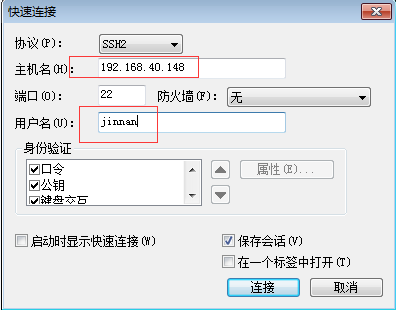 快速连接
协议(P): SSH2
主机名(H): 192.168.40.148
端口(O): 22 防火墙(F): 无
用户名(U): jinnan
身份验证
口令
公钥
键盘交互
属性(E)...
启动时显示快速连接(W) 保存会话(V)
在一个标签中打开(T)
连接 取消